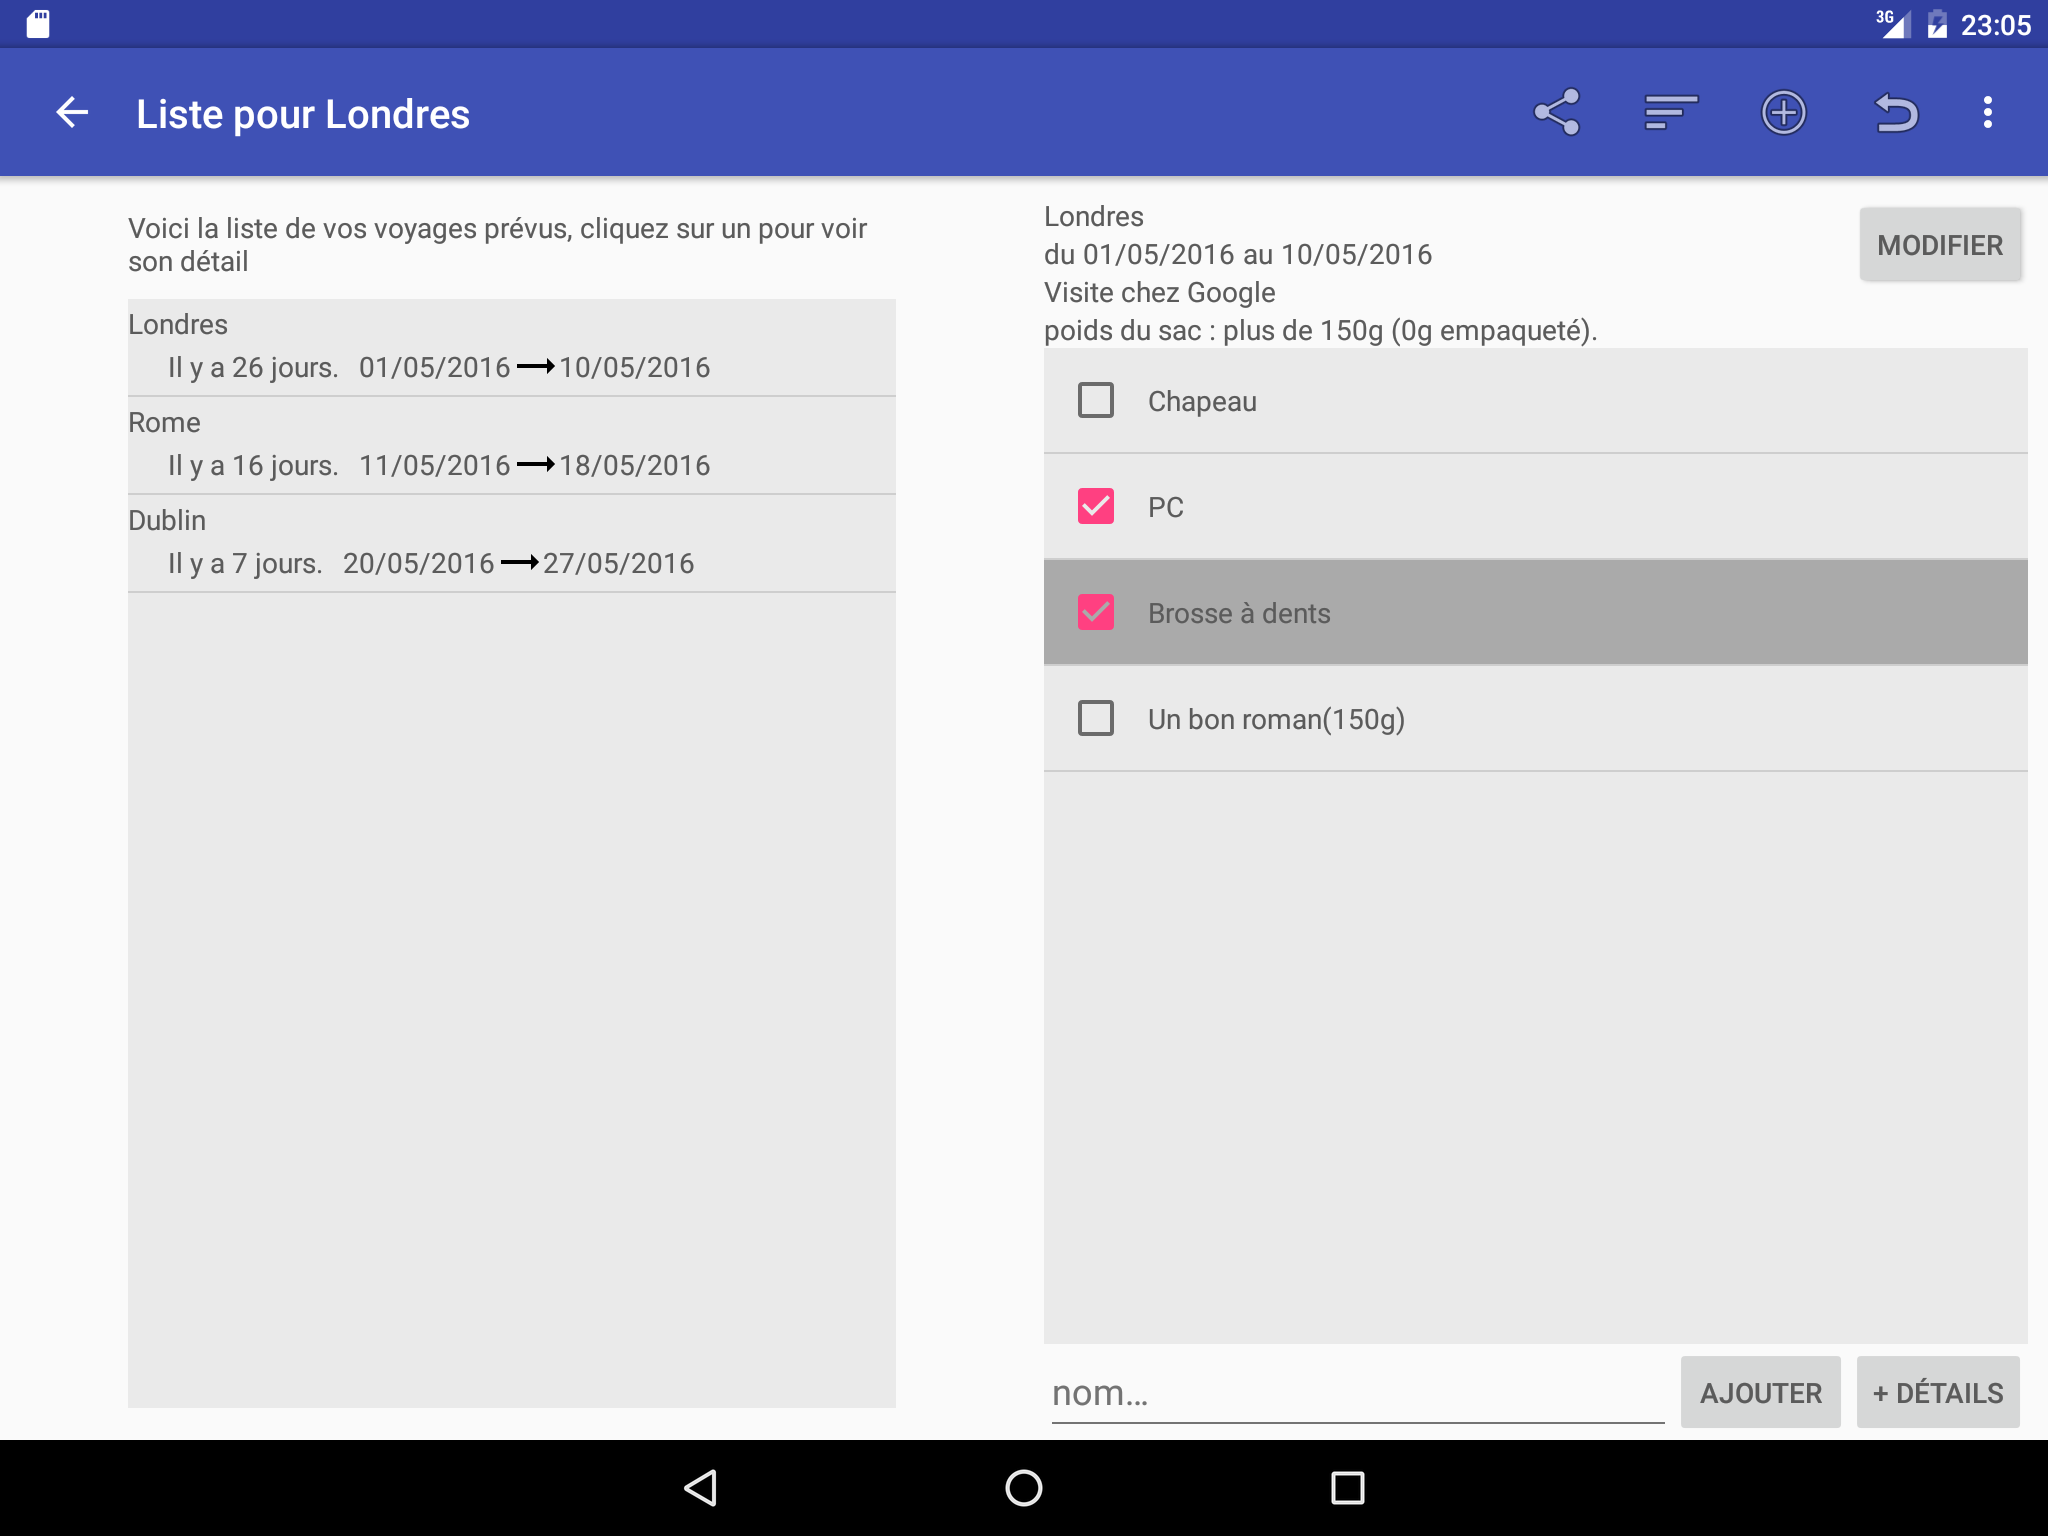 3G 23:05
Liste pour Londres
Voici la liste de vos voyages prévus, cliquez sur un pour voir
son détail
Londres
Il y a 26 jours. 01/05/2016 10/05/2016
Rome
Il y a 16 jours. 11/05/2016 18/05/2016
Dublin
Il y a 7 jours. 20/05/2016 27/05/2016
Londres
du 01/05/2016 au 10/05/2016
Visite chez Google
poids du sac : plus de 150g (0g empaqueté).
MODIFIER
Chapeau
PC
Brosse à dents
Un bon roman(150g)
nom...
AJOUTER
+ DÉTAILS